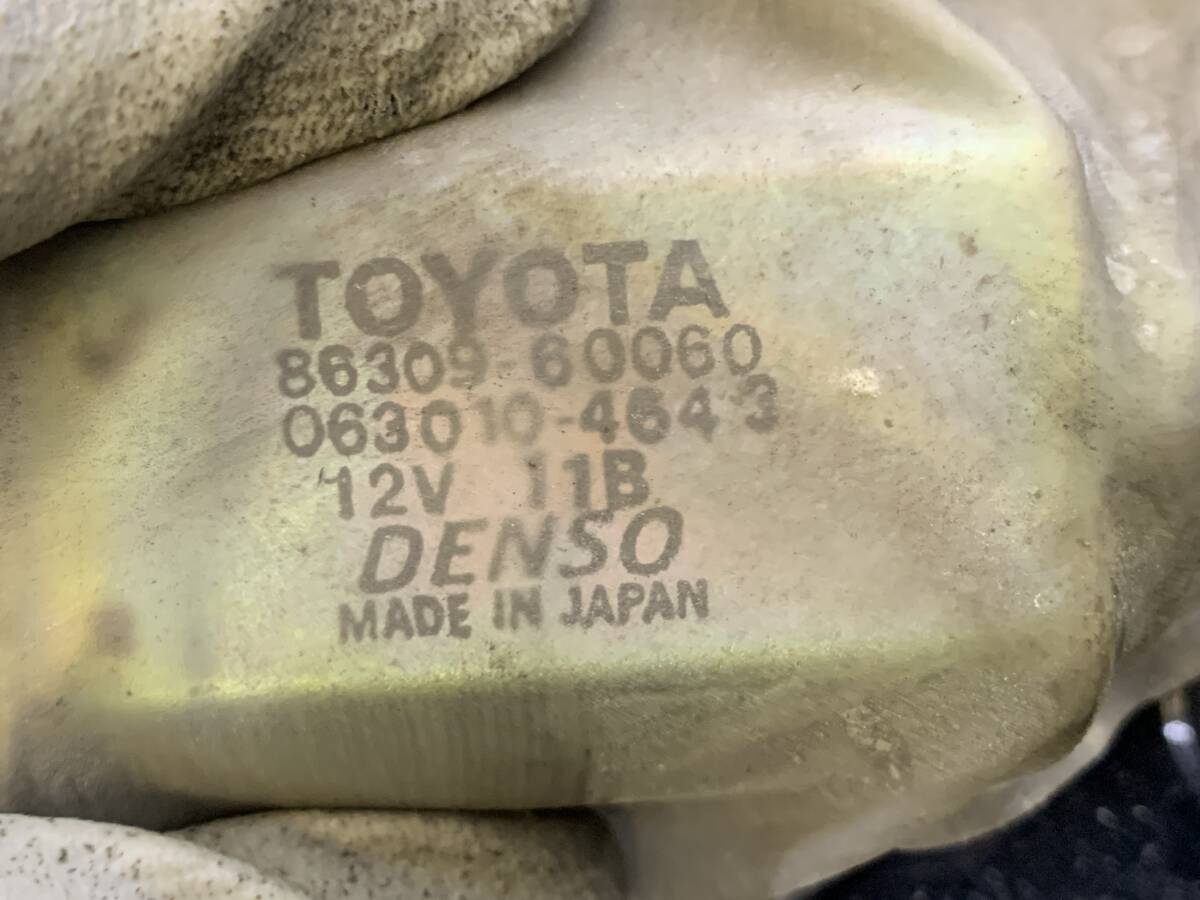 TOYOTA
86309-60060
063010-4643
12V 11B
DENSO
MADE IN JAPAN